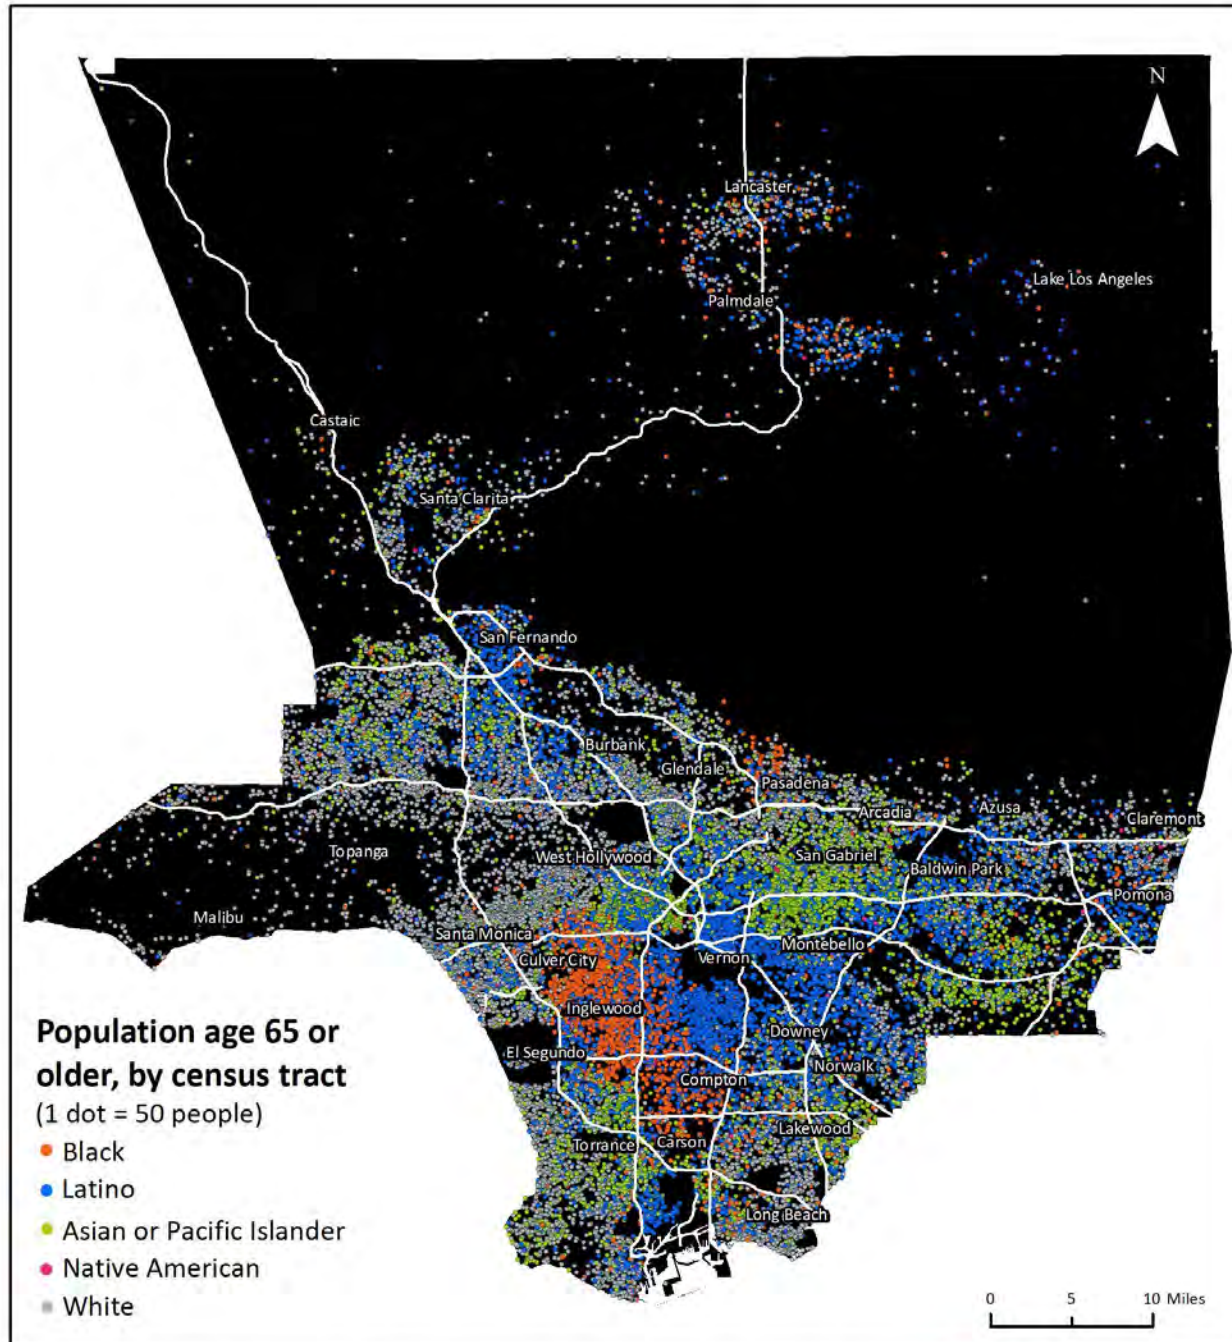 N
Lancaster
Lake Los Angeles
Palmdale
Castaic
Santa Clarita
San Fernando
Burbank
Glendale
Pasadena
Arcadia
Azusa
Claremont
Topanga
West Hollywood
San Gabriel
Baldwin Park
Pomona
Malibu
Santa Monica
Montebello
Culver City
Vernon
Inglewood
Downey
El Segundo
Norwalk
Compton
Lakewood
Torrance
Carson
Long Beach
Population age 65 or
older, by census tract
(1 dot = 50 people)
Black
Latino
Asian or Pacific Islander
Native American
White
0 5 10 Miles